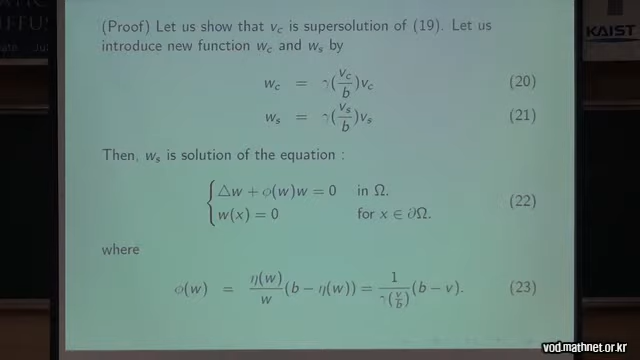 (Proof) Let us show that v_c is supersolution of (19). Let us
introduce new function w_c and w_s by
w_c = γ(v_c/b)v_c (20)
w_s = γ(v_s/b)v_s (21)
Then, w_s is solution of the equation :
△w + ϕ(w)w = 0 in Ω. 
w(x) = 0 for x ∈ ∂Ω.
(22)
where
ϕ(w) = η(w)/w (b − η(w)) = 1/γ(v/b) (b − v). (23)
KAIST
vod.mathnet.or.kr